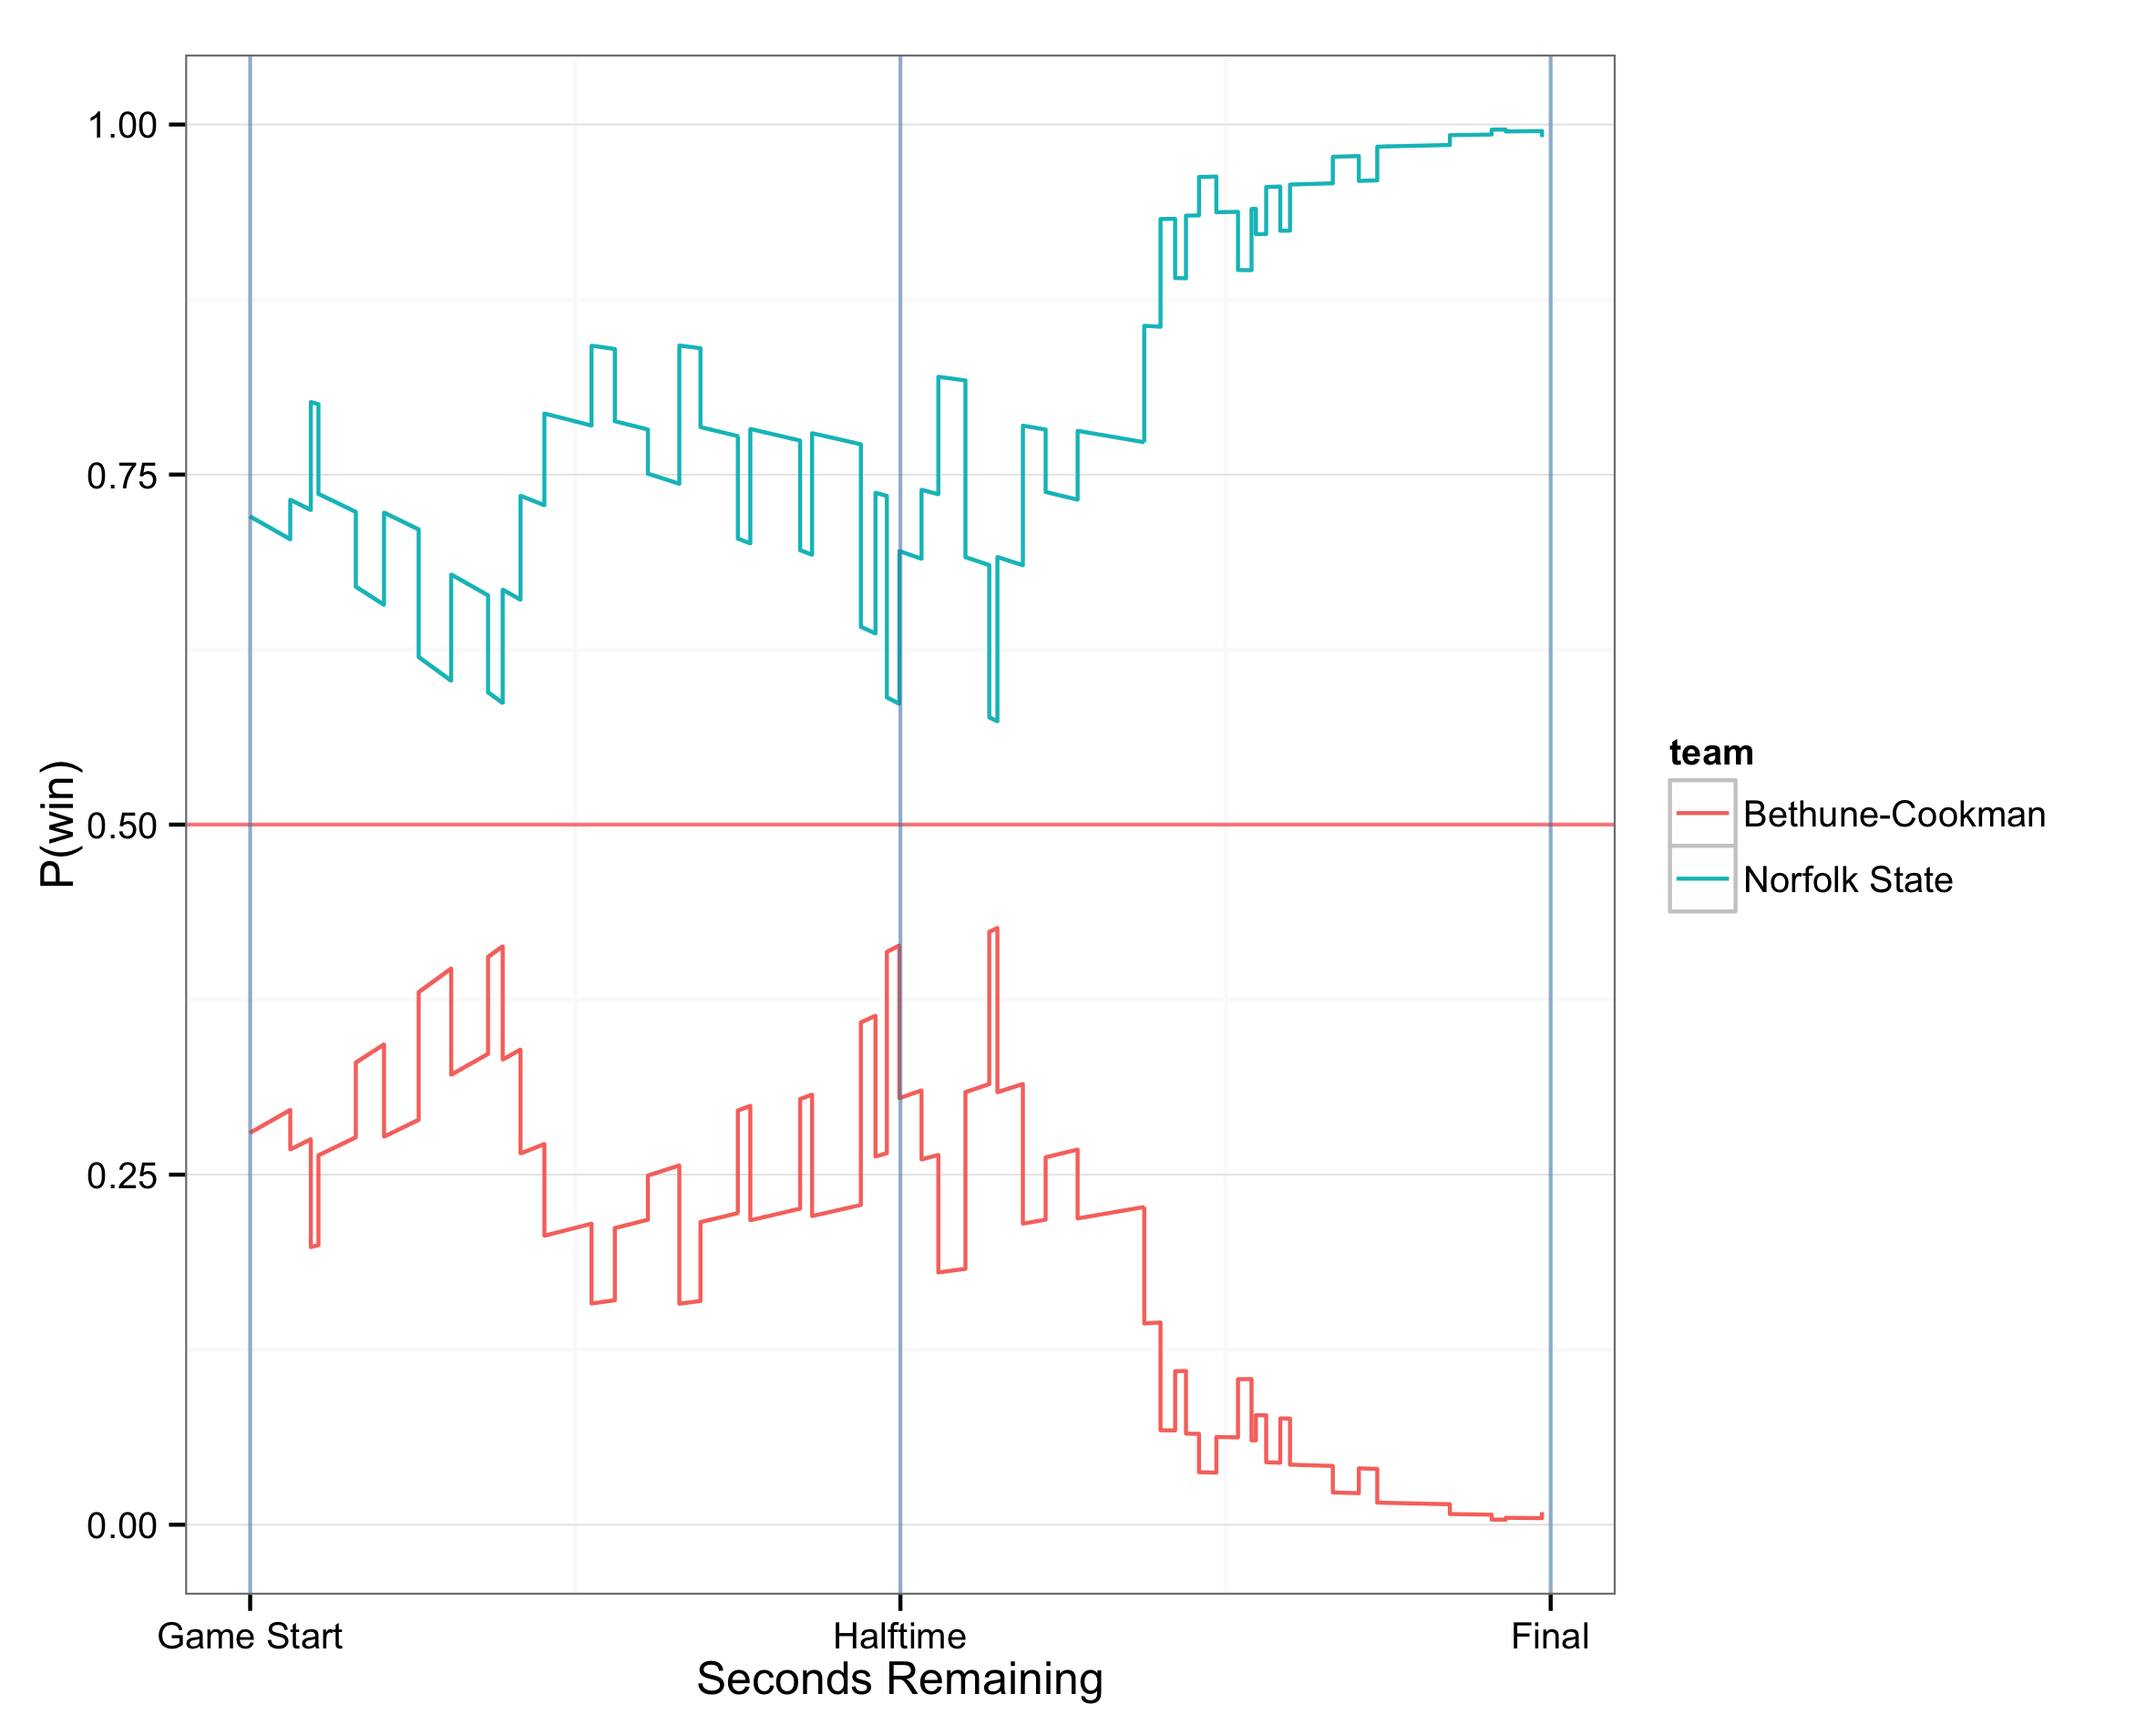 1.00
0.75
0.50
0.25
0.00
P(win)
Game Start
Halftime
Final
Seconds Remaining
team
Bethune-Cookman
Norfolk State